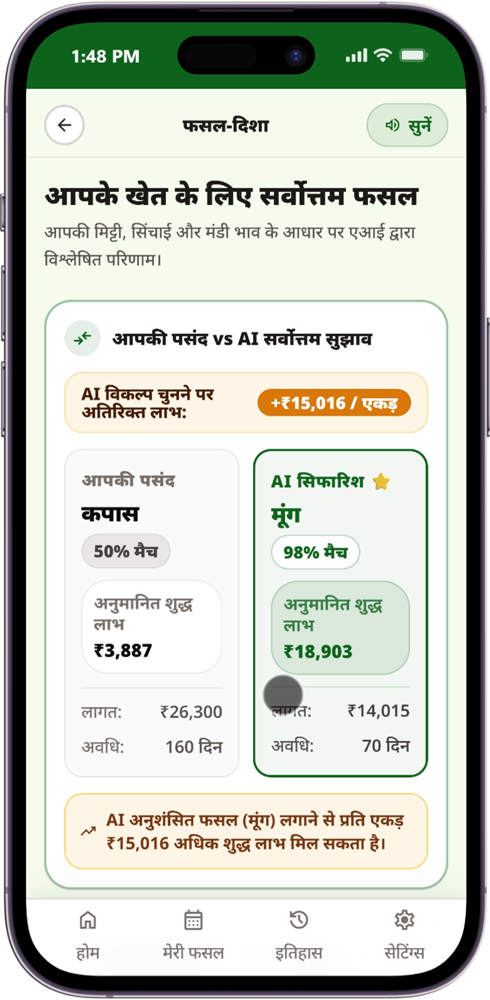 1:48 PM
फसल-दिशा
सुनें
आपके खेत के लिए सर्वोत्तम फसल
आपकी मिट्टी, सिंचाई और मंडी भाव के आधार पर एआई द्वारा
विश्लेषित परिणाम।
आपकी पसंद vs AI सर्वोत्तम सुझाव
AI विकल्प चुनने पर
अतिरिक्त लाभ:
+₹15,016 / एकड़
आपकी पसंद
कपास
50% मैच
अनुमानित शुद्ध
लाभ
₹3,887
लागत: ₹26,300
अवधि: 160 दिन
AI सिफारिश ⭐
मूंग
98% मैच
अनुमानित शुद्ध
लाभ
₹18,903
लागत: ₹14,015
अवधि: 70 दिन
AI अनुशंसित फसल (मूंग) लगाने से प्रति एकड़
₹15,016 अधिक शुद्ध लाभ मिल सकता है।
होम
मेरी फसल
इतिहास
सेटिंग्स